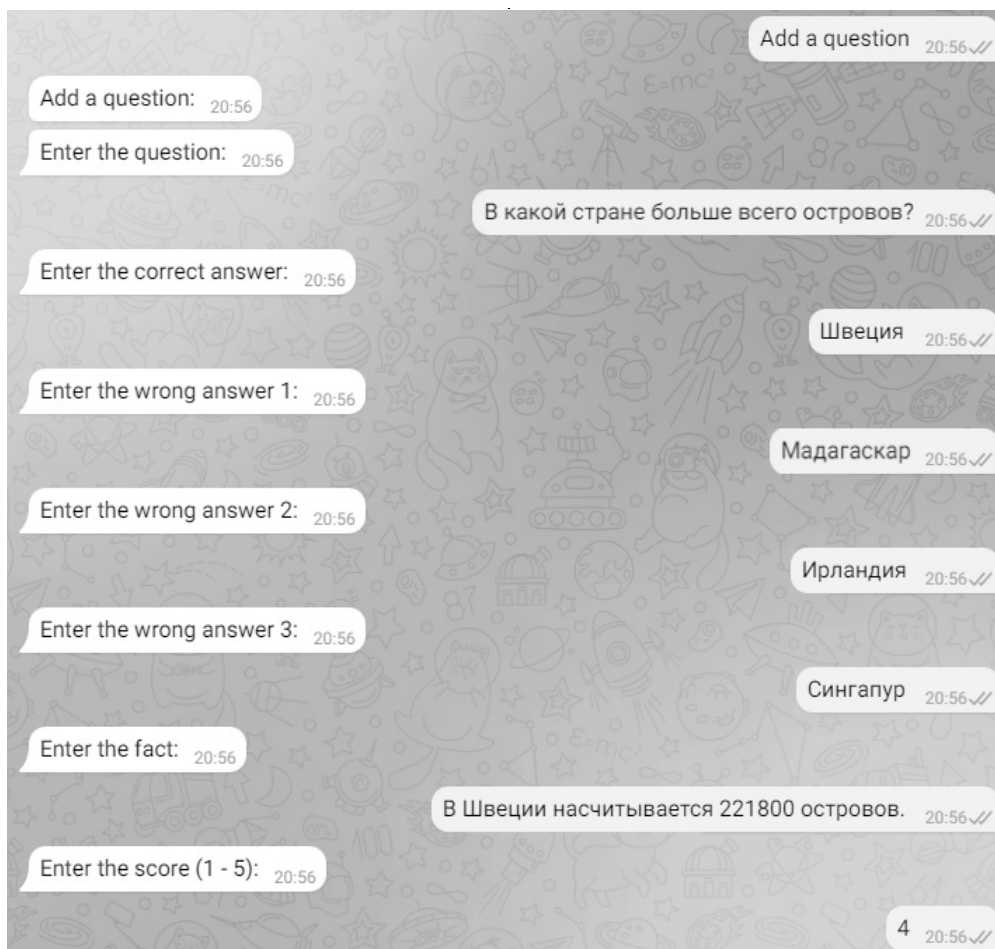 Add a question 20:56
Add a question: 20:56
Enter the question: 20:56
В какой стране больше всего островов? 20:56
Enter the correct answer: 20:56
Швеция 20:56
Enter the wrong answer 1: 20:56
Мадагаскар 20:56
Enter the wrong answer 2: 20:56
Ирландия 20:56
Enter the wrong answer 3: 20:56
Сингапур 20:56
Enter the fact: 20:56
В Швеции насчитывается 221800 островов. 20:56
Enter the score (1 - 5): 20:56
4 20:56